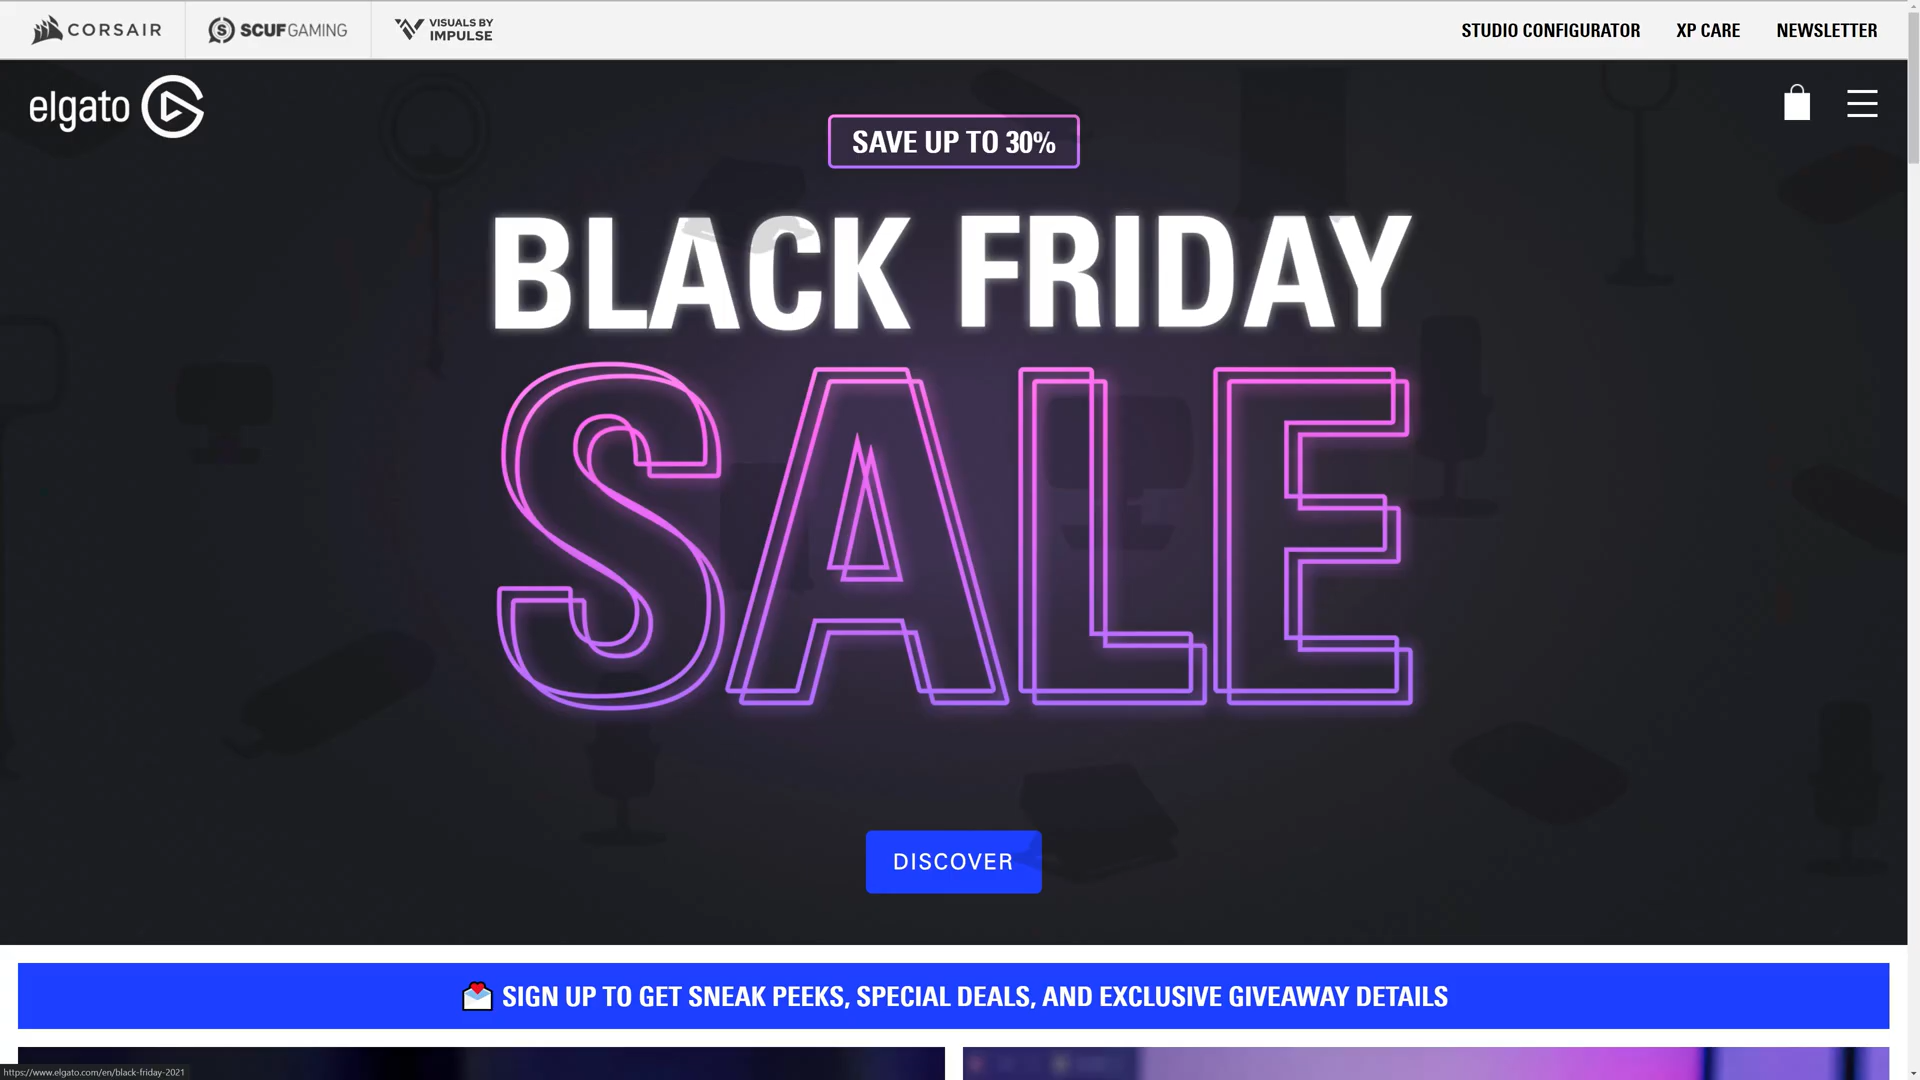 CORSAIR
SCUFGAMING
VISUALS BY
IMPULSE
STUDIO CONFIGURATOR
XP CARE
NEWSLETTER
elgato
SAVE UP TO 30%
BLACK FRIDAY
SALE
DISCOVER
SIGN UP TO GET SNEAK PEEKS, SPECIAL DEALS, AND EXCLUSIVE GIVEAWAY DETAILS
https://www.elgato.com/en/black-friday-2021